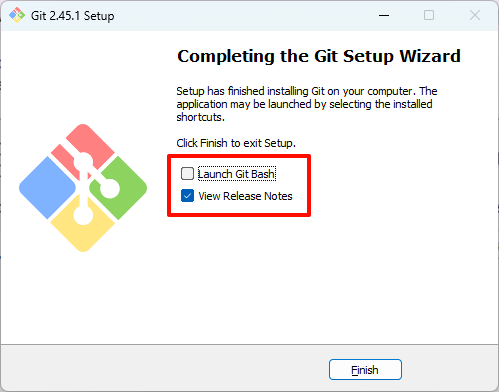 Git 2.45.1 Setup
Completing the Git Setup Wizard
Setup has finished installing Git on your computer. The
application may be launched by selecting the installed
shortcuts.
Click Finish to exit Setup.
Launch Git Bash
View Release Notes
Finish